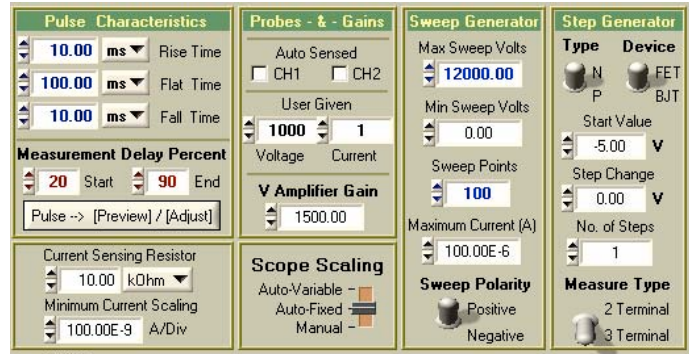 Pulse Characteristics
10.00 ms Rise Time
100.00 ms Flat Time
10.00 ms Fall Time
Measurement Delay Percent
20 Start 90 End
Pulse --> [Preview] / [Adjust]
Current Sensing Resistor
10.00 kOhm
Minimum Current Scaling
100.00E-9 A/Div
Probes - & - Gains
Auto Sensed
CH1 CH2
User Given
1000 1
Voltage Current
V Amplifier Gain
1500.00
Scope Scaling
Auto-Variable -
Auto-Fixed -
Manual -
Sweep Generator
Max Sweep Volts
12000.00
Min Sweep Volts
0.00
Sweep Points
100
Maximum Current (A)
100.00E-6
Sweep Polarity
Positive
Negative
Step Generator
Type Device
N FET
P BJT
Start Value
-5.00 V
Step Change
0.00 V
No. of Steps
1
Measure Type
2 Terminal
3 Terminal